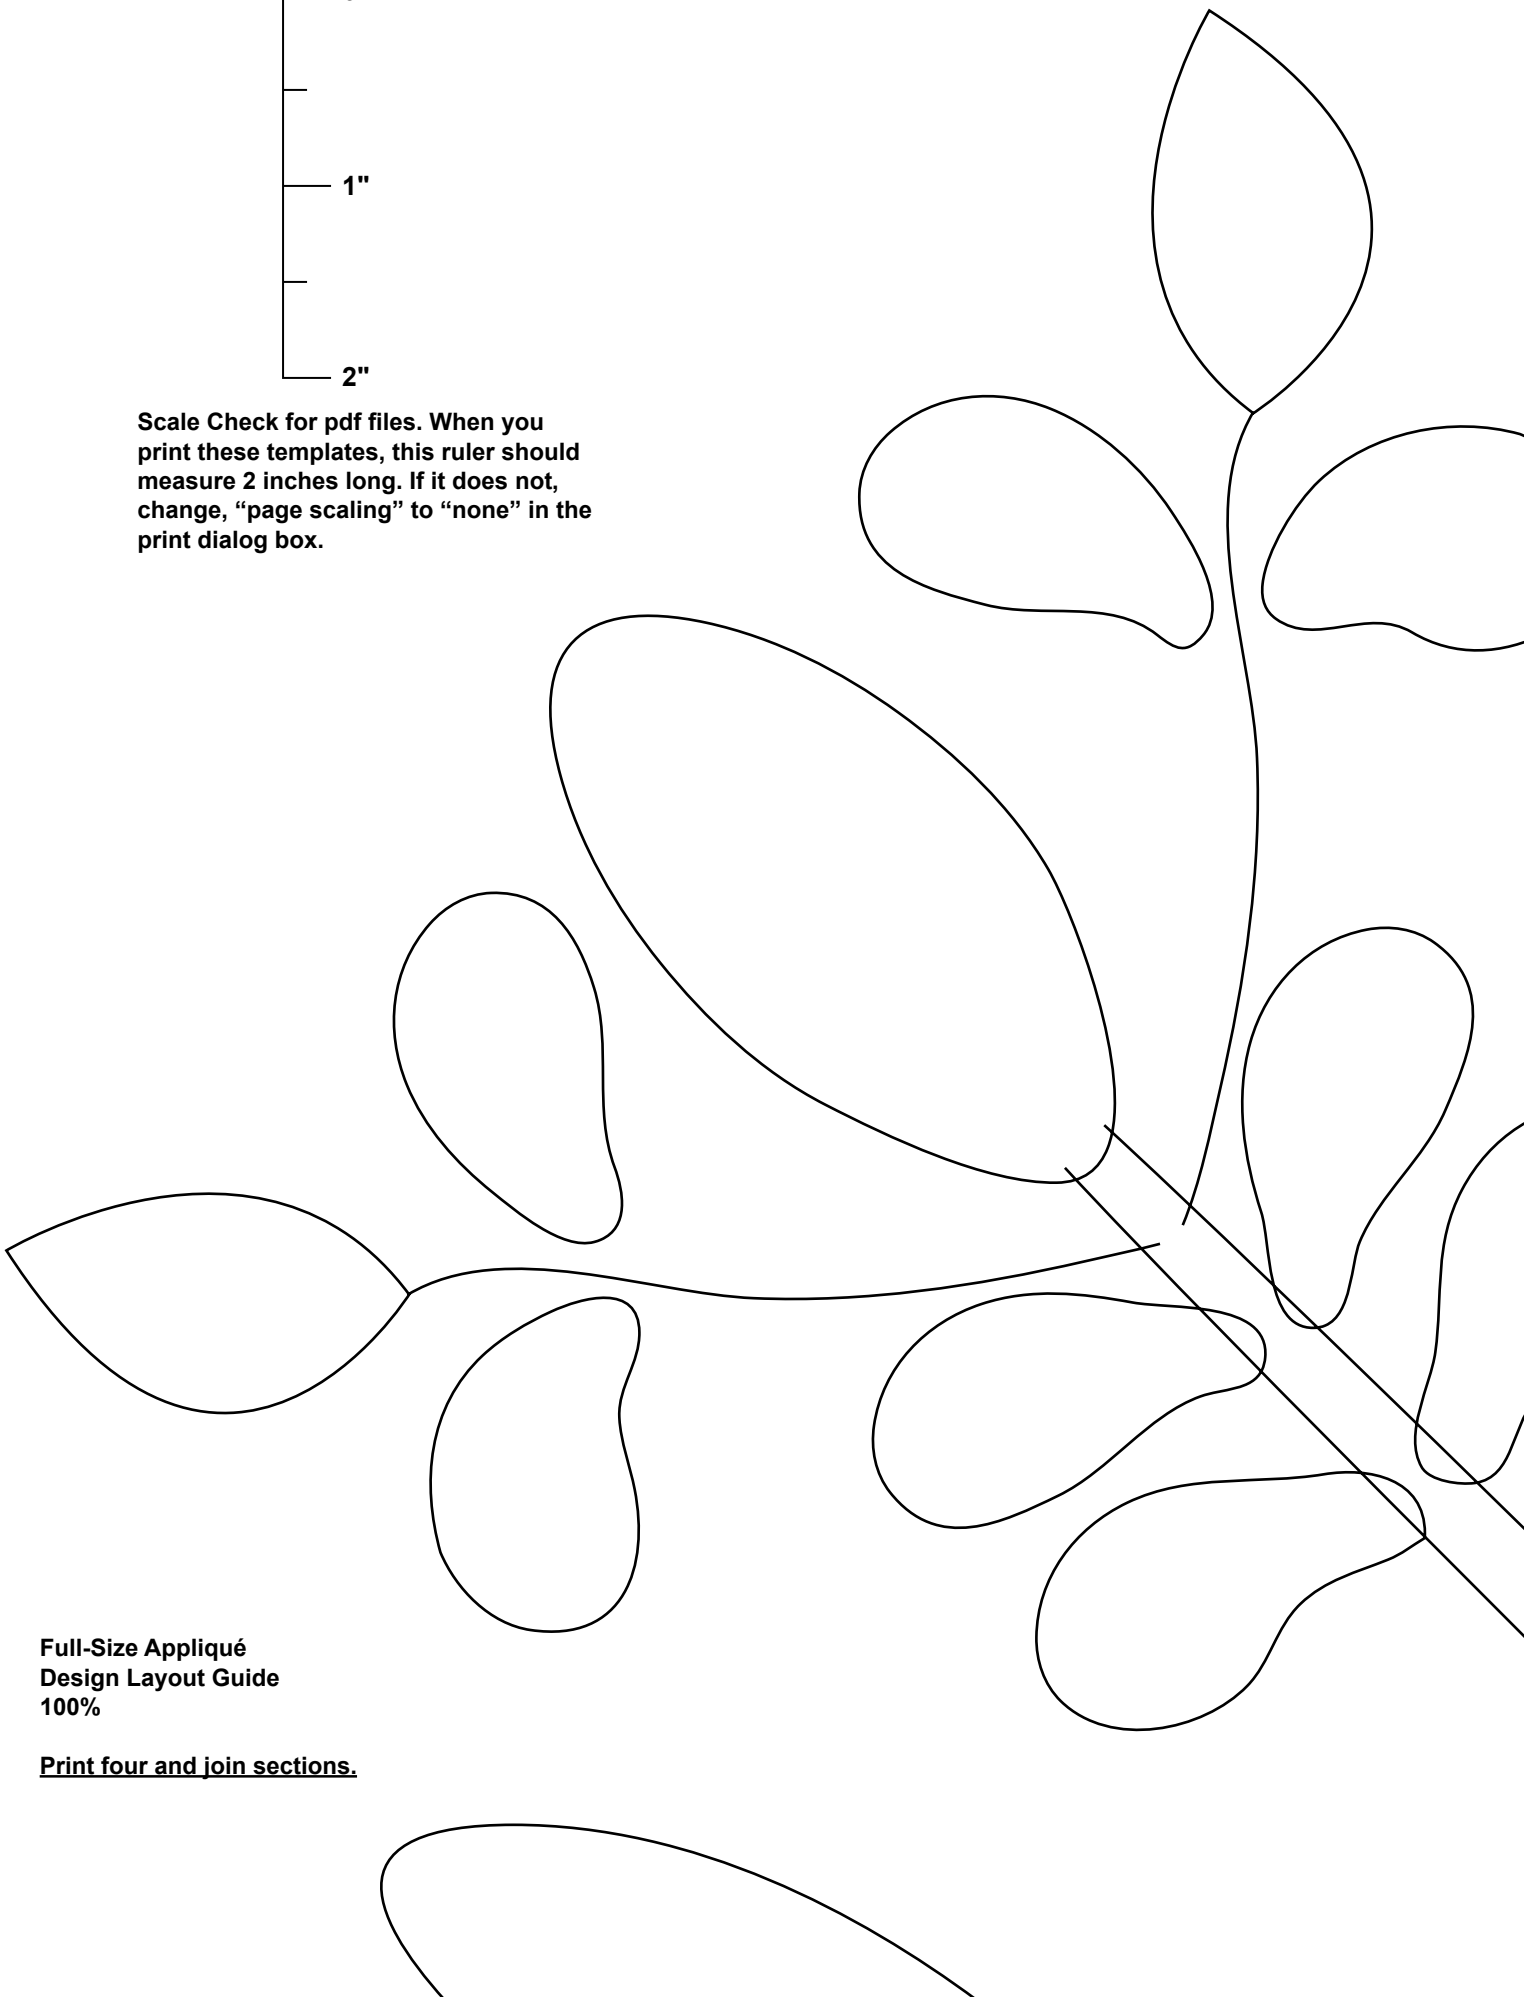 1"
2"
Scale Check for pdf files. When you
print these templates, this ruler should
measure 2 inches long. If it does not,
change, “page scaling” to “none” in the
print dialog box.
Full-Size Appliqué
Design Layout Guide
100%
Print four and join sections.